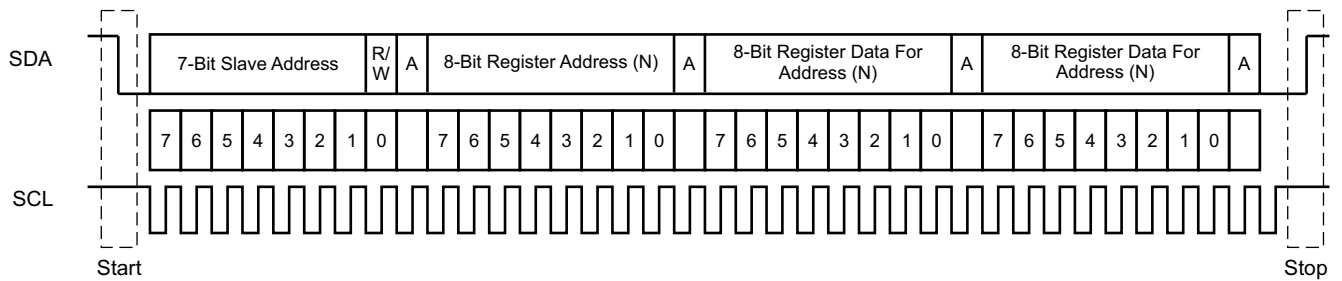 SDA
7-Bit Slave Address
R/
W
A
8-Bit Register Address (N)
A
8-Bit Register Data For
Address (N)
A
8-Bit Register Data For
Address (N)
A
7 6 5 4 3 2 1 0 7 6 5 4 3 2 1 0 7 6 5 4 3 2 1 0 7 6 5 4 3 2 1 0
SCL
Start
Stop